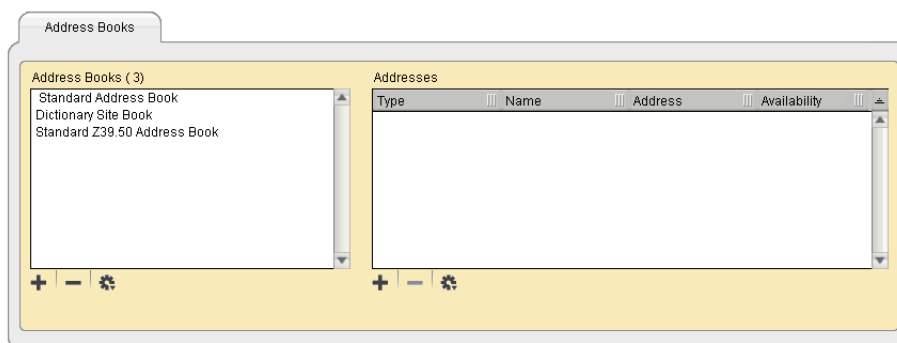 Address Books
Address Books ( 3)
Standard Address Book
Dictionary Site Book
Standard Z39.50 Address Book
Addresses
Type Name Address Availability